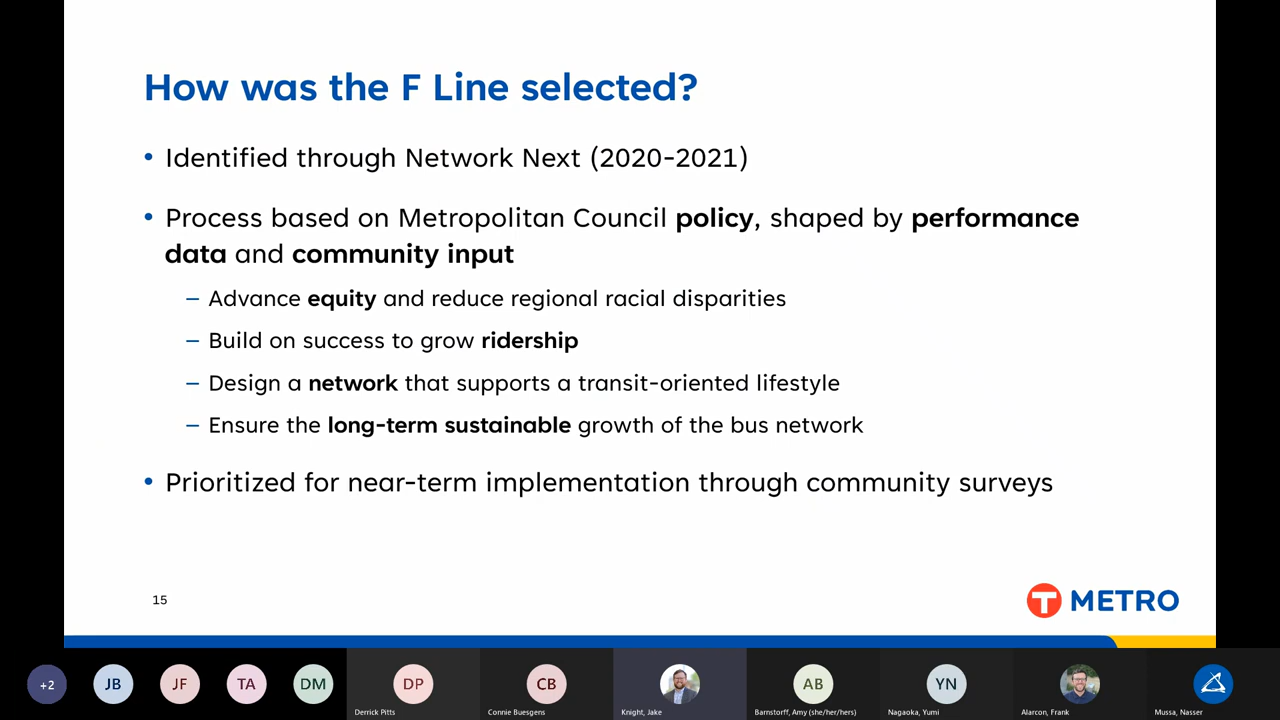 How was the F Line selected?
• Identified through Network Next (2020-2021)
• Process based on Metropolitan Council policy, shaped by performance
data and community input
– Advance equity and reduce regional racial disparities
– Build on success to grow ridership
– Design a network that supports a transit-oriented lifestyle
– Ensure the long-term sustainable growth of the bus network
• Prioritized for near-term implementation through community surveys
15
T METRO
+2 JB JF TA DM DP CB AB YN
Derrick Pitts Connie Buesgens Knight, Jake Barnstorff, Amy (she/her/hers) Nagaoka, Yumi Alarcon, Frank Mussa, Nasser